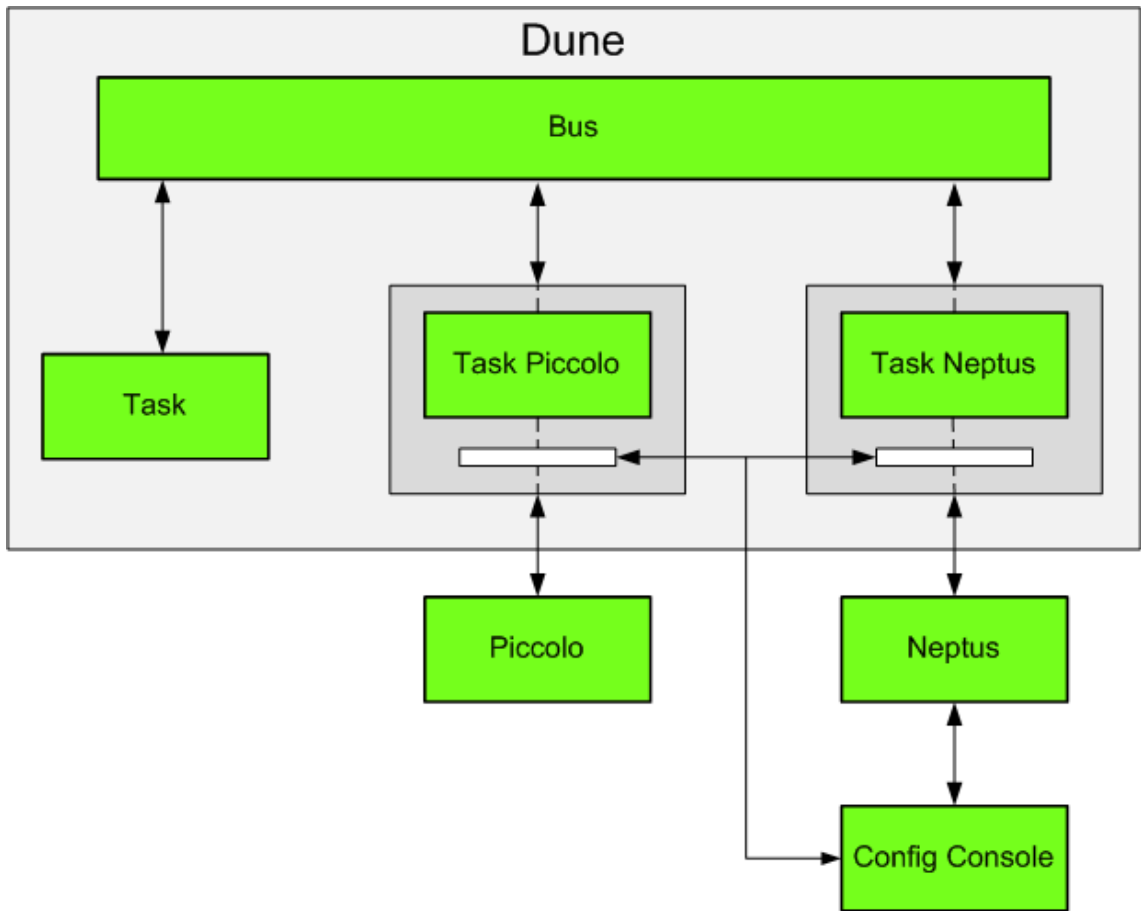 Dune
Bus
Task Piccolo
Task Neptus
Task
Piccolo
Neptus
Config Console